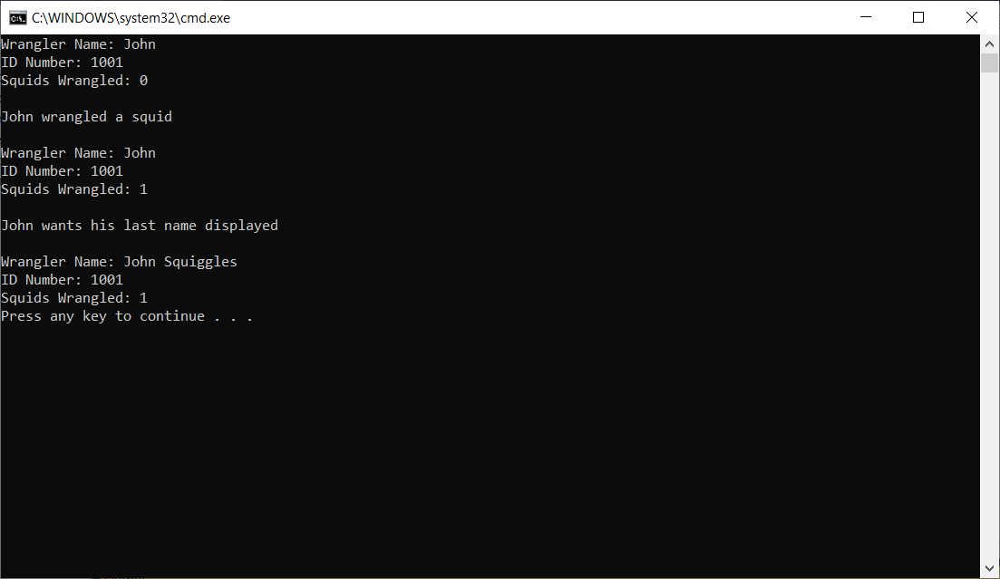 C:\WINDOWS\system32\cmd.exe
Wrangler Name: John
ID Number: 1001
Squids Wrangled: 0
John wrangled a squid
Wrangler Name: John
ID Number: 1001
Squids Wrangled: 1
John wants his last name displayed
Wrangler Name: John Squiggles
ID Number: 1001
Squids Wrangled: 1
Press any key to continue . . .